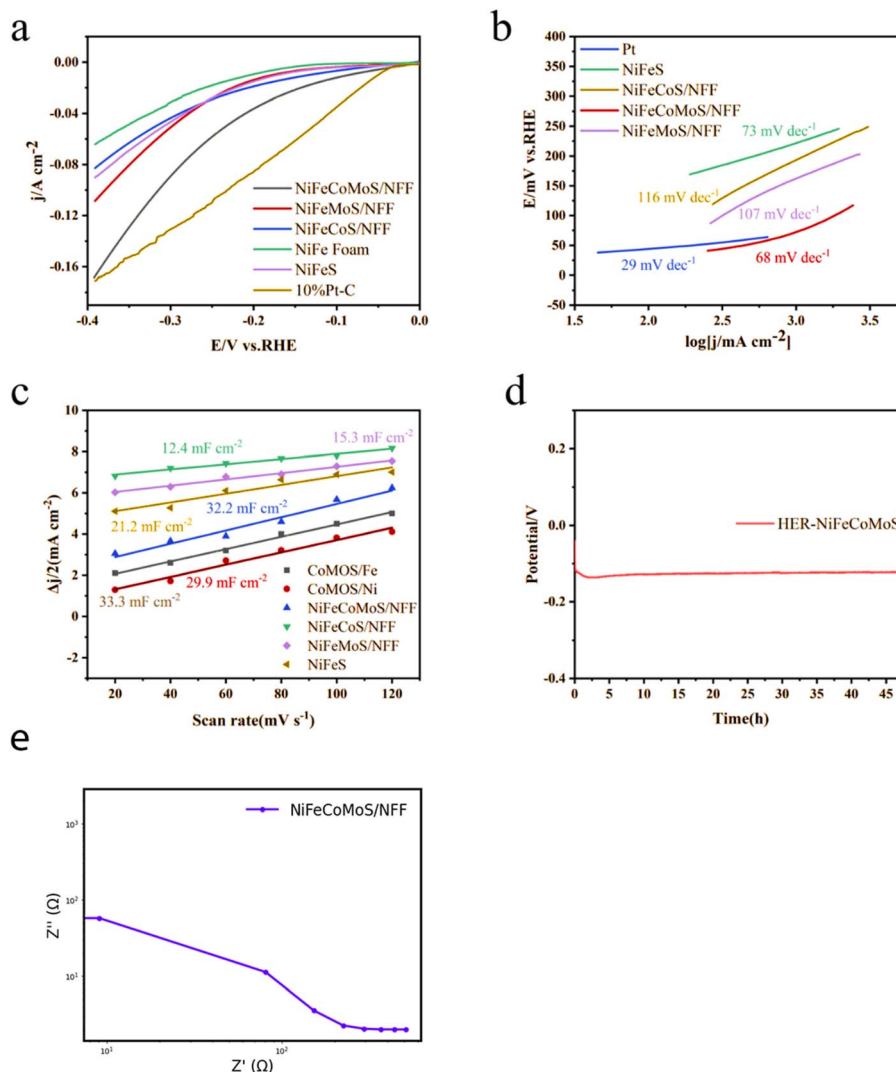 a
j/A cm-2
0.00
-0.04
-0.08
-0.12
-0.16
NiFeCoMoS/NFF
NiFeMoS/NFF
NiFeCoS/NFF
NiFe Foam
NiFeS
10%Pt-C
-0.4
-0.3
-0.2
-0.1
0.0
E/V vs.RHE
b
E/mV vs.RHE
400
350
300
250
200
150
100
50
0
-50
Pt
NiFeS
NiFeCoS/NFF
NiFeCoMoS/NFF
NiFeMoS/NFF
73 mV dec-1
116 mV dec-1
107 mV dec-1
29 mV dec-1
68 mV dec-1
1.5
2.0
2.5
3.0
3.5
log[j/mA cm-2]
c
Δj/2(mA cm-2)
10
8
6
4
2
0
-2
12.4 mF cm-2
15.3 mF cm-2
21.2 mF cm-2
32.2 mF cm-2
33.3 mF cm-2
29.9 mF cm-2
CoMOS/Fe
CoMOS/Ni
NiFeCoMoS/NFF
NiFeCoS/NFF
NiFeMoS/NFF
NiFeS
20
40
60
80
100
120
Scan rate(mV s-1)
d
Potential/V
0.2
0.0
-0.2
-0.4
HER-NiFeCoMoS
0
5
10
15
20
25
30
35
40
45
Time(h)
e
Z'' (Ω)
10³
10²
10¹
NiFeCoMoS/NFF
10¹
10²
Z' (Ω)